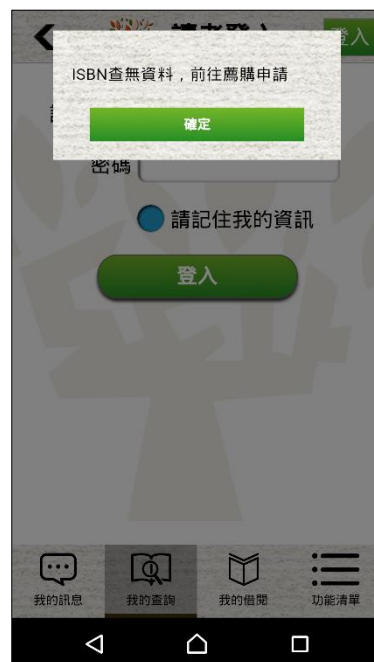 登入
ISBN查無資料，前往薦購申請
確定
密碼
請記住我的資訊
登入
我的訊息
我的查詢
我的借閱
功能清單